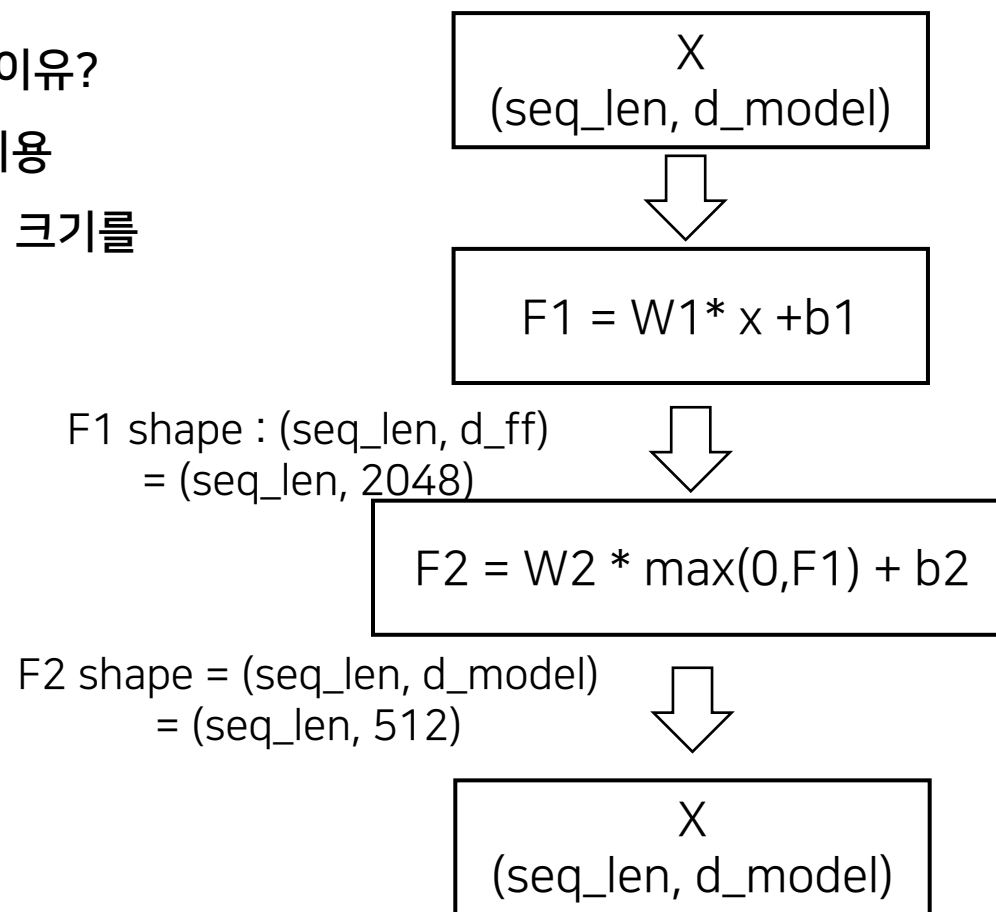 이유?
용
크기를
X
(seq_len, d_model)
F1 = W1* x +b1
F1 shape : (seq_len, d_ff)
= (seq_len, 2048)
F2 = W2 * max(0,F1) + b2
F2 shape = (seq_len, d_model)
= (seq_len, 512)
X
(seq_len, d_model)